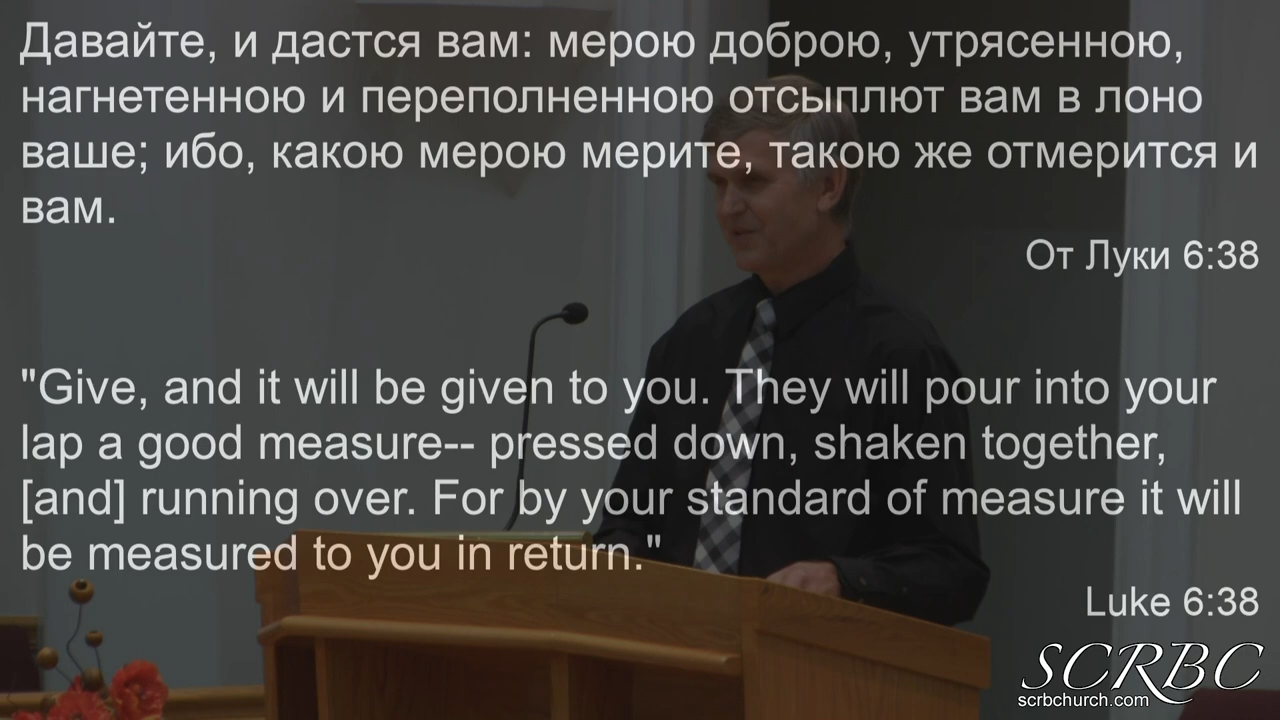 Давайте, и дастся вам: мерою доброю, утрясенною,
нагнетенною и переполненною отсыплют вам в лоно
ваше; ибо, какою мерою мерите, такою же отмерится и
вам.
От Луки 6:38
"Give, and it will be given to you. They will pour into your
lap a good measure-- pressed down, shaken together,
[and] running over. For by your standard of measure it will
be measured to you in return."
Luke 6:38
SCRBC
scrbchurch.com